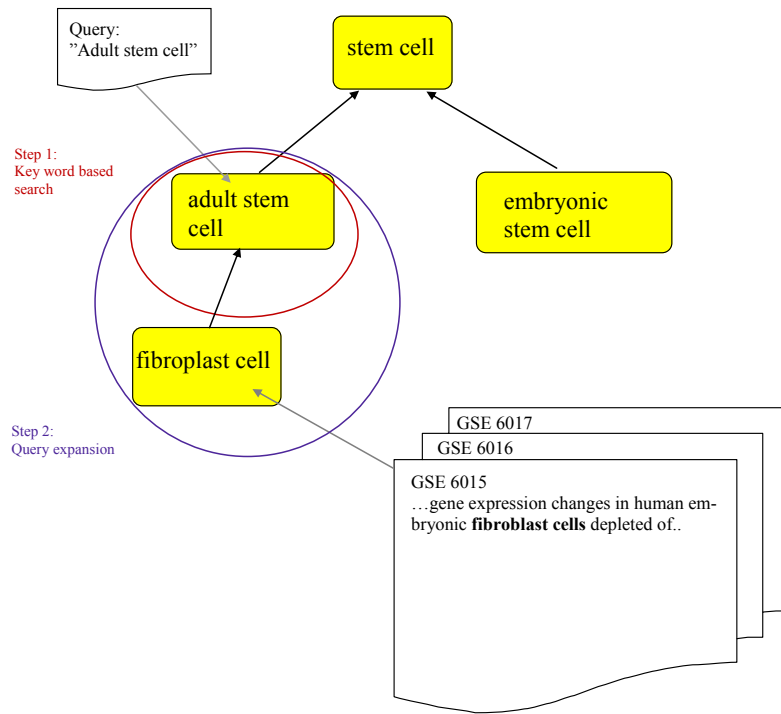 Query:
”Adult stem cell”
stem cell
Step 1:
Key word based
search
adult stem
cell
embryonic
stem cell
fibroplast cell
Step 2:
Query expansion
GSE 6017
GSE 6016
GSE 6015
…gene expression changes in human em-
bryonic fibroblast cells depleted of..